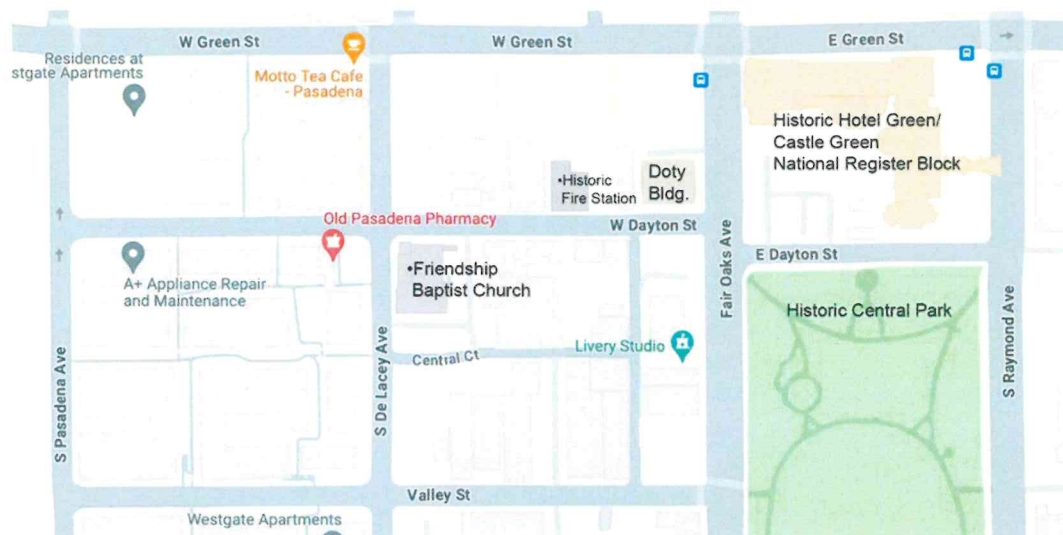 W Green St
W Green St
E Green St
Residences at
stgate Apartments
Motto Tea Cafe
- Pasadena
Historic Hotel Green/
Castle Green
National Register Block
•Historic
Fire Station
Doty
Bldg.
Old Pasadena Pharmacy
W Dayton St
E Dayton St
A+ Appliance Repair
and Maintenance
•Friendship
Baptist Church
Historic Central Park
Livery Studio
Central Ct
S Pasadena Ave
S De Lacey Ave
Fair Oaks Ave
S Raymond Ave
Valley St
Westgate Apartments